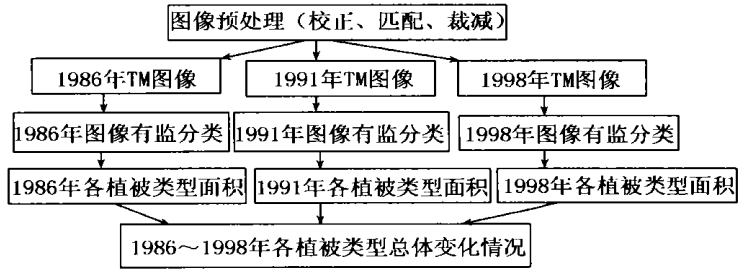 图像预处理（校正、匹配、裁减）
1986年TM图像
1991年TM图像
1998年TM图像
1986年图像有监分类
1991年图像有监分类
1998年图像有监分类
1986年各植被类型面积
1991年各植被类型面积
1998年各植被类型面积
1986～1998年各植被类型总体变化情况